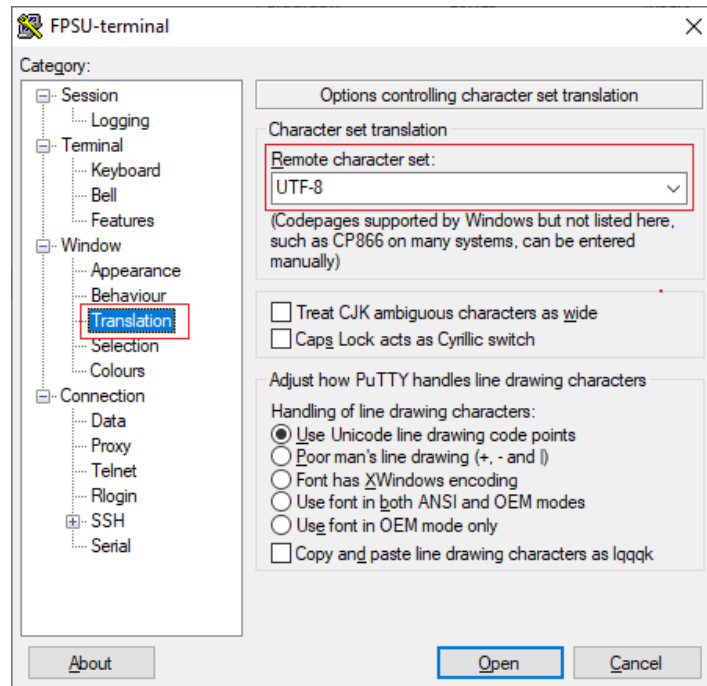 FPSU-terminal
Category:
Session
Logging
Terminal
Keyboard
Bell
Features
Window
Appearance
Behaviour
Translation
Selection
Colours
Connection
Data
Proxy
Telnet
Rlogin
SSH
Serial
Options controlling character set translation
Character set translation
Remote character set:
UTF-8
(Codepages supported by Windows but not listed here,
such as CP866 on many systems, can be entered
manually)
Treat CJK ambiguous characters as wide
Caps Lock acts as Cyrillic switch
Adjust how PuTTY handles line drawing characters
Handling of line drawing characters:
Use Unicode line drawing code points
Poor man's line drawing (+, - and |)
Font has XWindows encoding
Use font in both ANSI and OEM modes
Use font in OEM mode only
Copy and paste line drawing characters as lqqqk
About
Open
Cancel